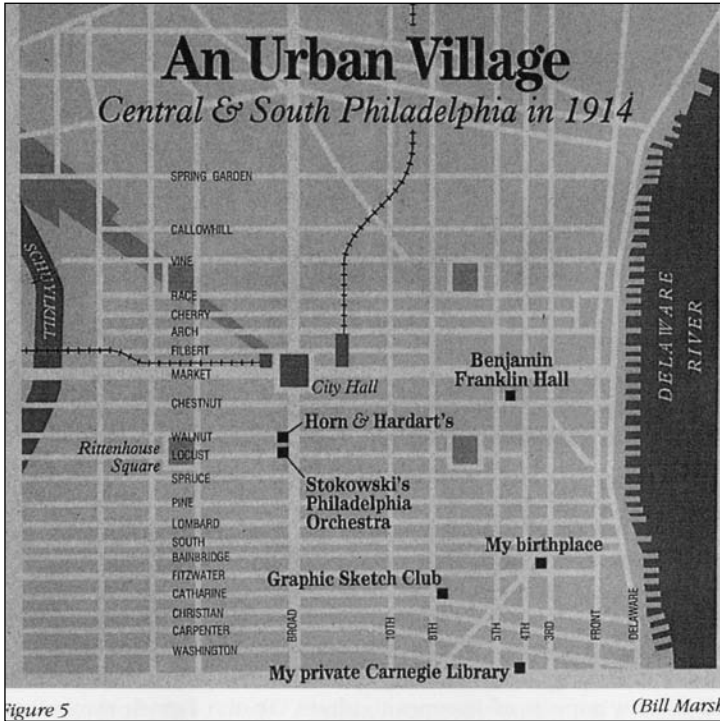 An Urban Village
Central & South Philadelphia in 1914
SPRING GARDEN
CALLOWHILL
VINE
RACE
CHERRY
ARCH
FILBERT
MARKET
CHESTNUT
WALNUT
LOCUST
SPRUCE
PINE
LOMBARD
SOUTH
BAINBRIDGE
FITZWATER
CATHARINE
CHRISTIAN
CARPENTER
WASHINGTON
SCHUYLKILL
DELAWARE
RIVER
City Hall
Benjamin
Franklin Hall
Horn & Hardart's
Rittenhouse
Square
Stokowski's
Philadelphia
Orchestra
My birthplace
Graphic Sketch Club
BROAD
10TH
8TH
5TH
4TH
3RD
FRONT
DELAWARE
My private Carnegie Library
Figure 5
(Bill Marsh